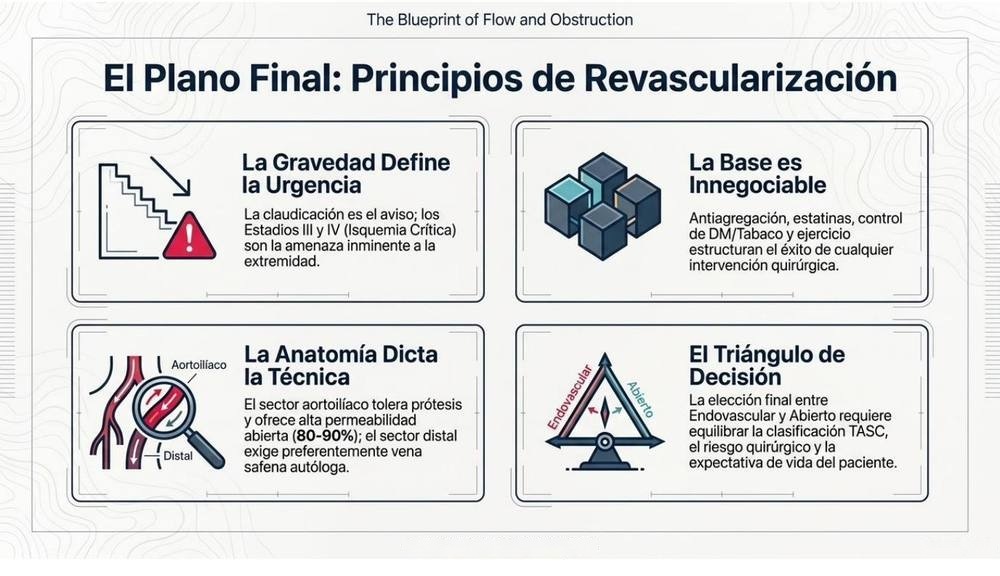 The Blueprint of Flow and Obstruction
El Plano Final: Principios de Revascularización
La Gravedad Define
la Urgencia
La claudicación es el aviso; los
Estadios III y IV (Isquemia Crítica)
son la amenaza inminente a la
extremidad.
La Base es
Innegociable
Antiagregación, estatinas, control
de DM/Tabaco y ejercicio
estructuran el éxito de cualquier
intervención quirúrgica.
Aortoilíaco
Distal
La Anatomía Dicta
la Técnica
El sector aortoilíaco tolera prótesis
y ofrece alta permeabilidad
abierta (80-90%); el sector distal
exige preferentemente vena
safena autóloga.
Endovascular
Abierto
El Triángulo de
Decisión
La elección final entre
Endovascular y Abierto requiere
equilibrar la clasificación TASC,
el riesgo quirúrgico y la
expectativa de vida del paciente.